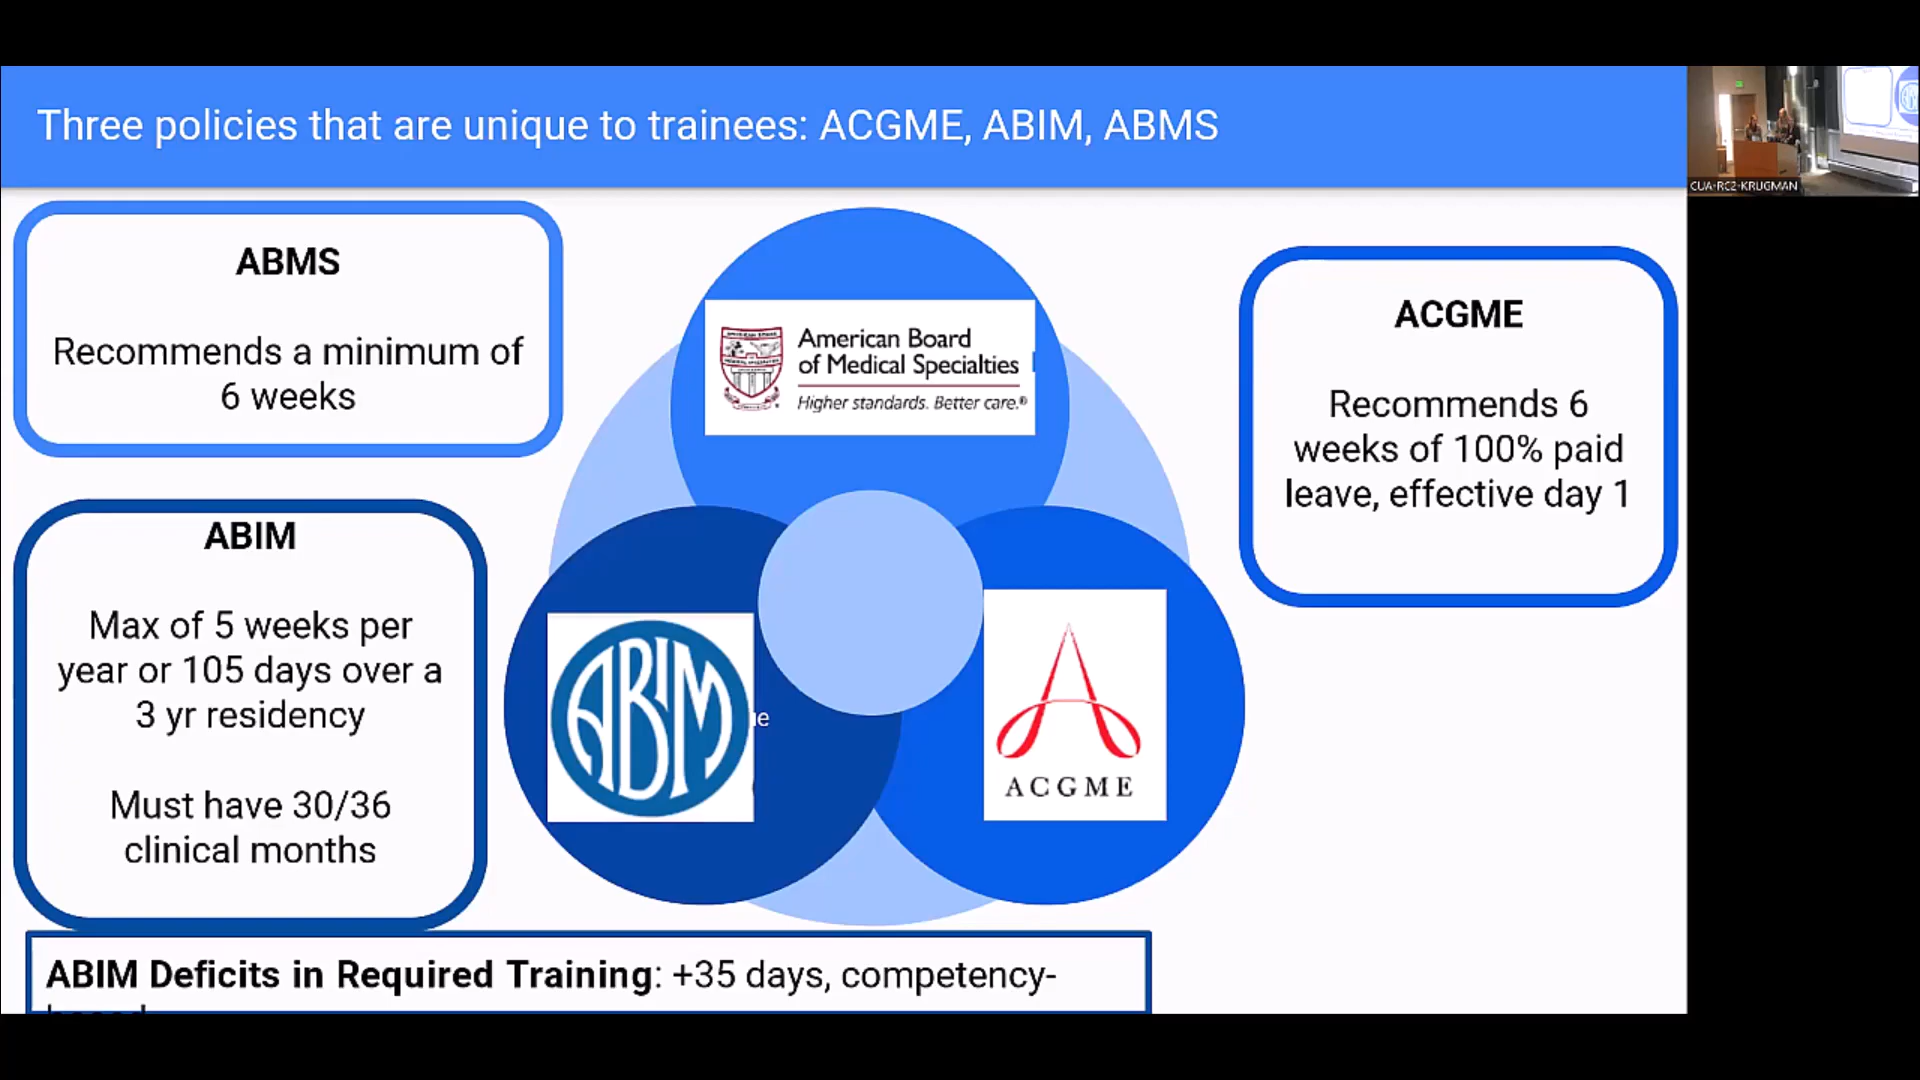 Three policies that are unique to trainees: ACGME, ABIM, ABMS
CUA-RC2-KRUGMAN
ABMS
Recommends a minimum of
6 weeks
American Board
of Medical Specialties
Higher standards. Better care.®
ACGME
Recommends 6
weeks of 100% paid
leave, effective day 1
ABIM
Max of 5 weeks per
year or 105 days over a
3 yr residency
Must have 30/36
clinical months
ABIM
ACGME
ABIM Deficits in Required Training: +35 days, competency-